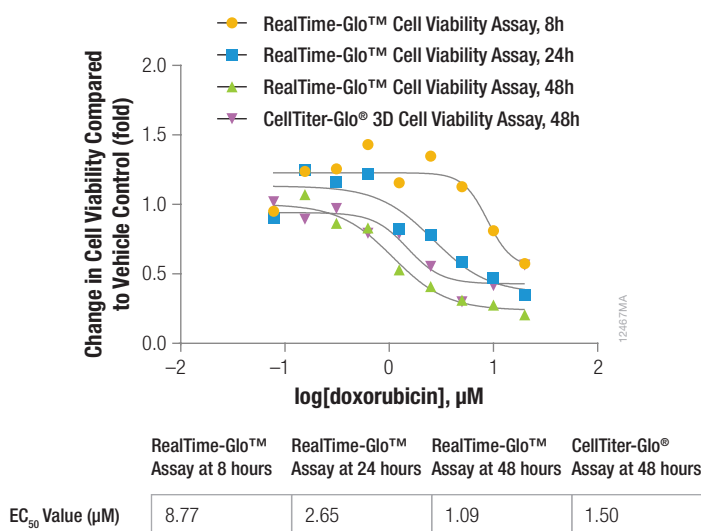 RealTime-Glo™ Cell Viability Assay, 8h
RealTime-Glo™ Cell Viability Assay, 24h
RealTime-Glo™ Cell Viability Assay, 48h
CellTiter-Glo® 3D Cell Viability Assay, 48h
Change in Cell Viability Compared
to Vehicle Control (fold)
2.0
1.5
1.0
0.5
0.0
–2
–1
0
1
2
log[doxorubicin], µM
12467MA
RealTime-Glo™
Assay at 8 hours
RealTime-Glo™
Assay at 24 hours
RealTime-Glo™
Assay at 48 hours
CellTiter-Glo®
Assay at 48 hours
EC50 Value (µM)
8.77
2.65
1.09
1.50